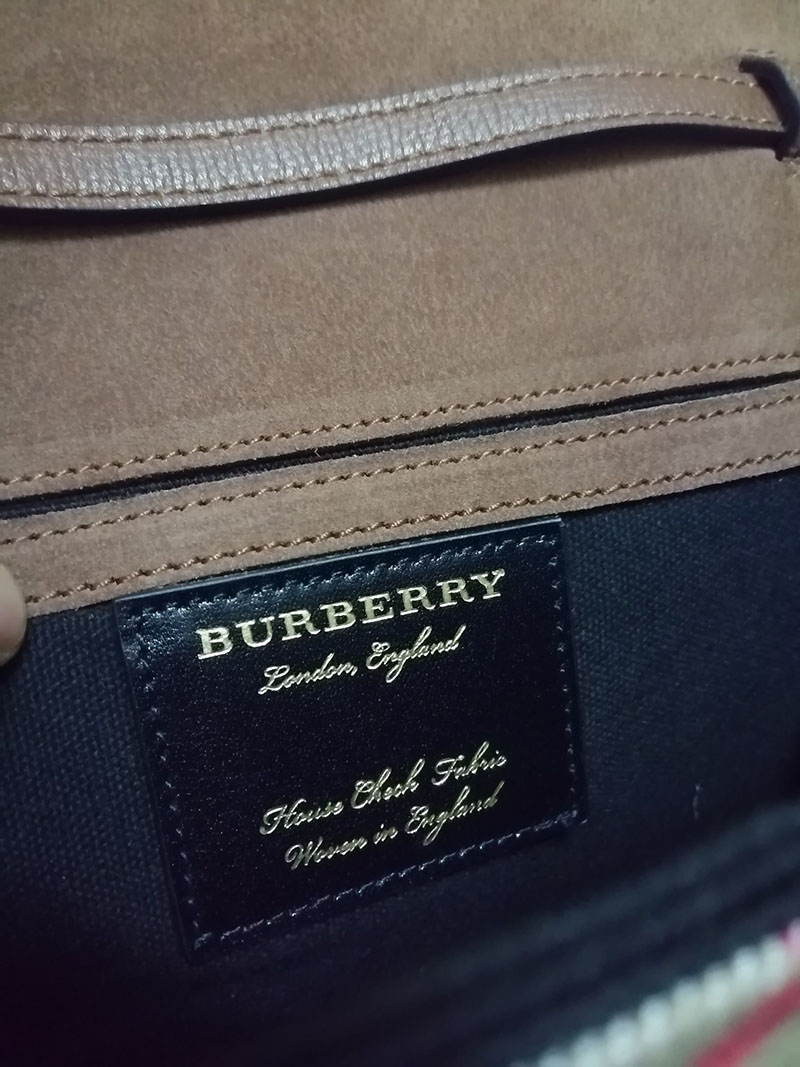 BURBERRY
London, England
House Check Fabric
Woven in England